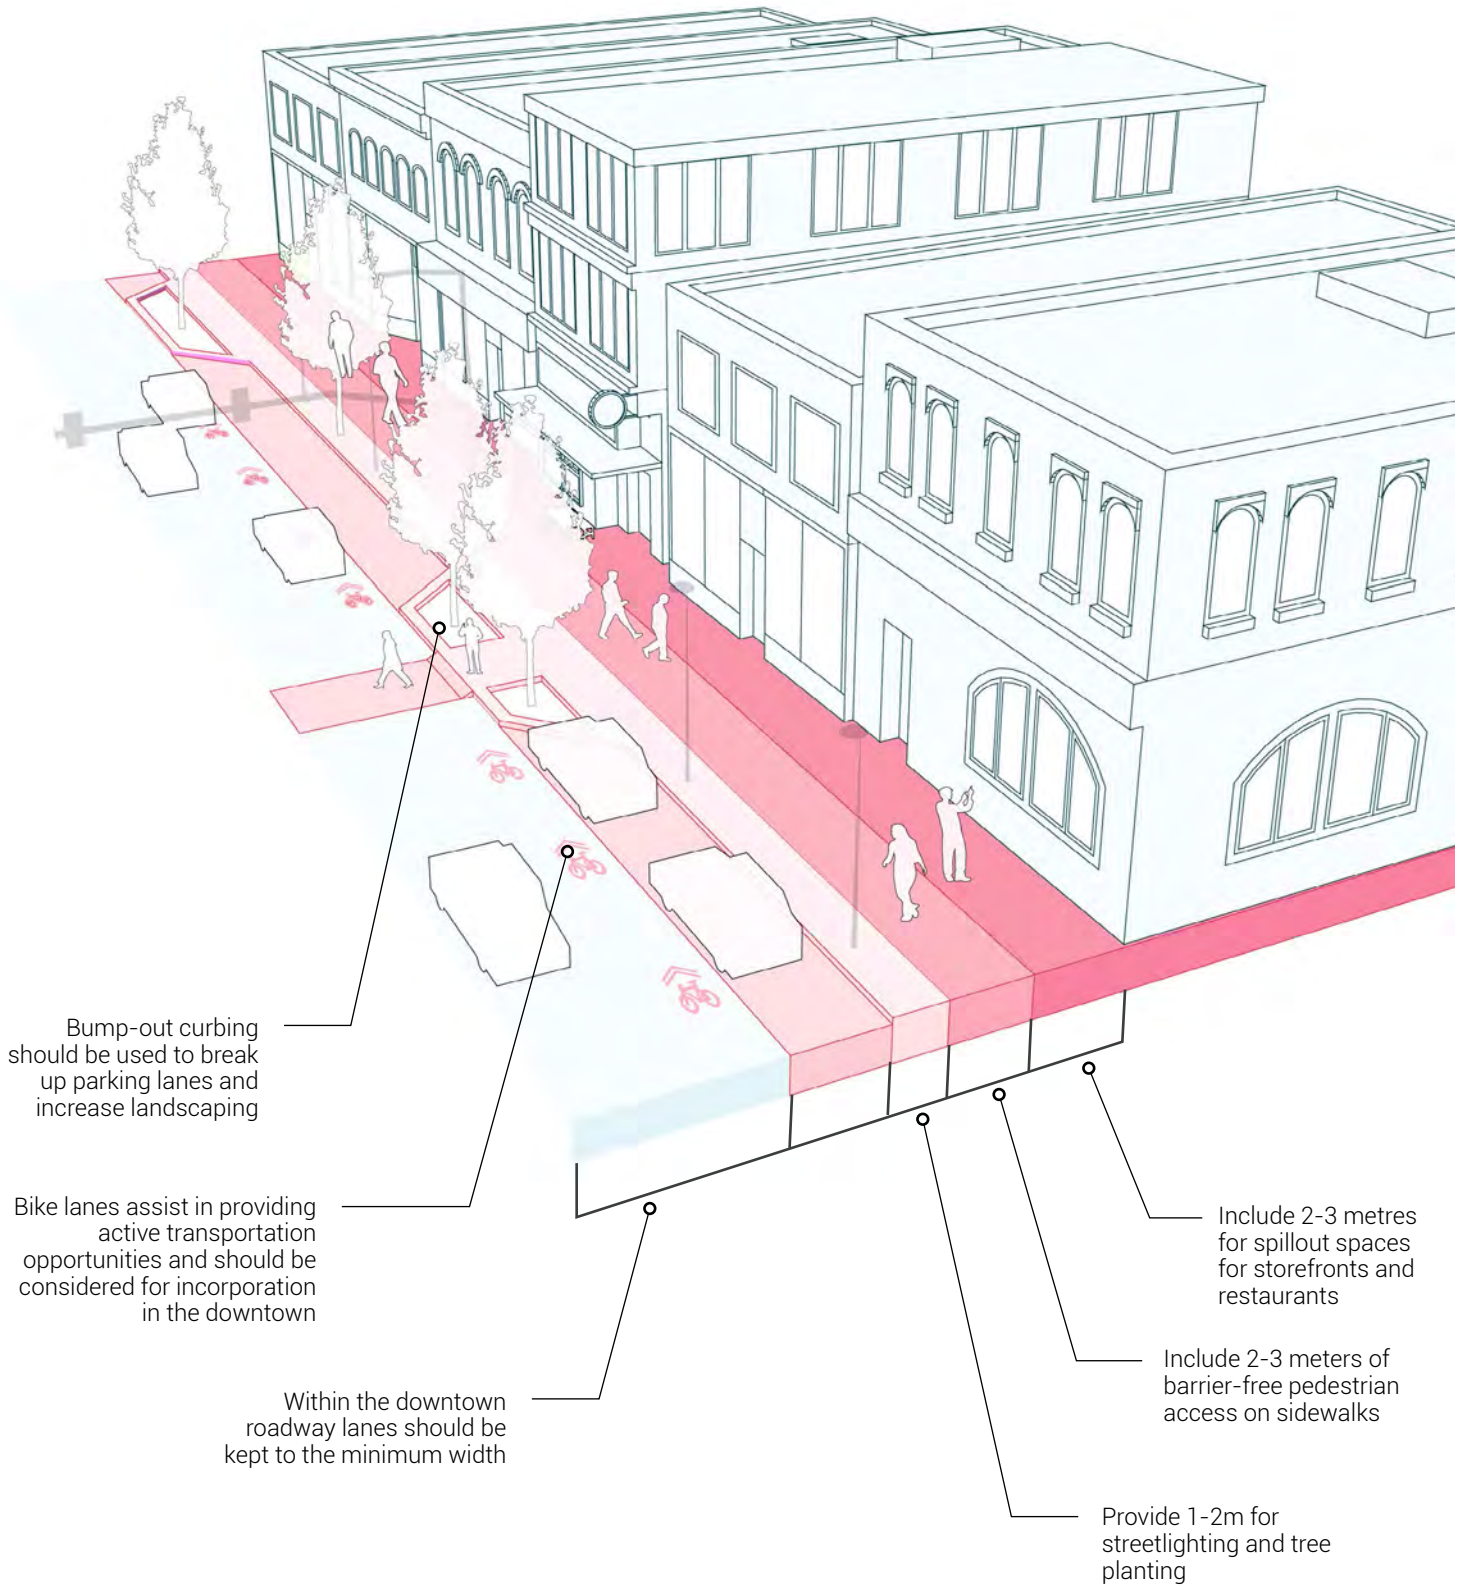 Bump-out curbing
should be used to break
up parking lanes and
increase landscaping
Bike lanes assist in providing
active transportation
opportunities and should be
considered for incorporation
in the downtown
Within the downtown
roadway lanes should be
kept to the minimum width
Include 2-3 metres
for spillout spaces
for storefronts and
restaurants
Include 2-3 meters of
barrier-free pedestrian
access on sidewalks
Provide 1-2m for
streetlighting and tree
planting